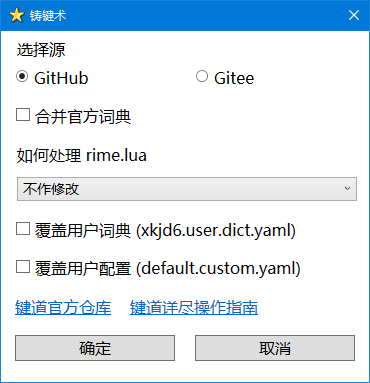 铸键术
选择源
GitHub Gitee
合并官方词典
如何处理 rime.lua
不作修改
覆盖用户词典 (xkjd6.user.dict.yaml)
覆盖用户配置 (default.custom.yaml)
键道官方仓库 键道详尽操作指南
确定 取消